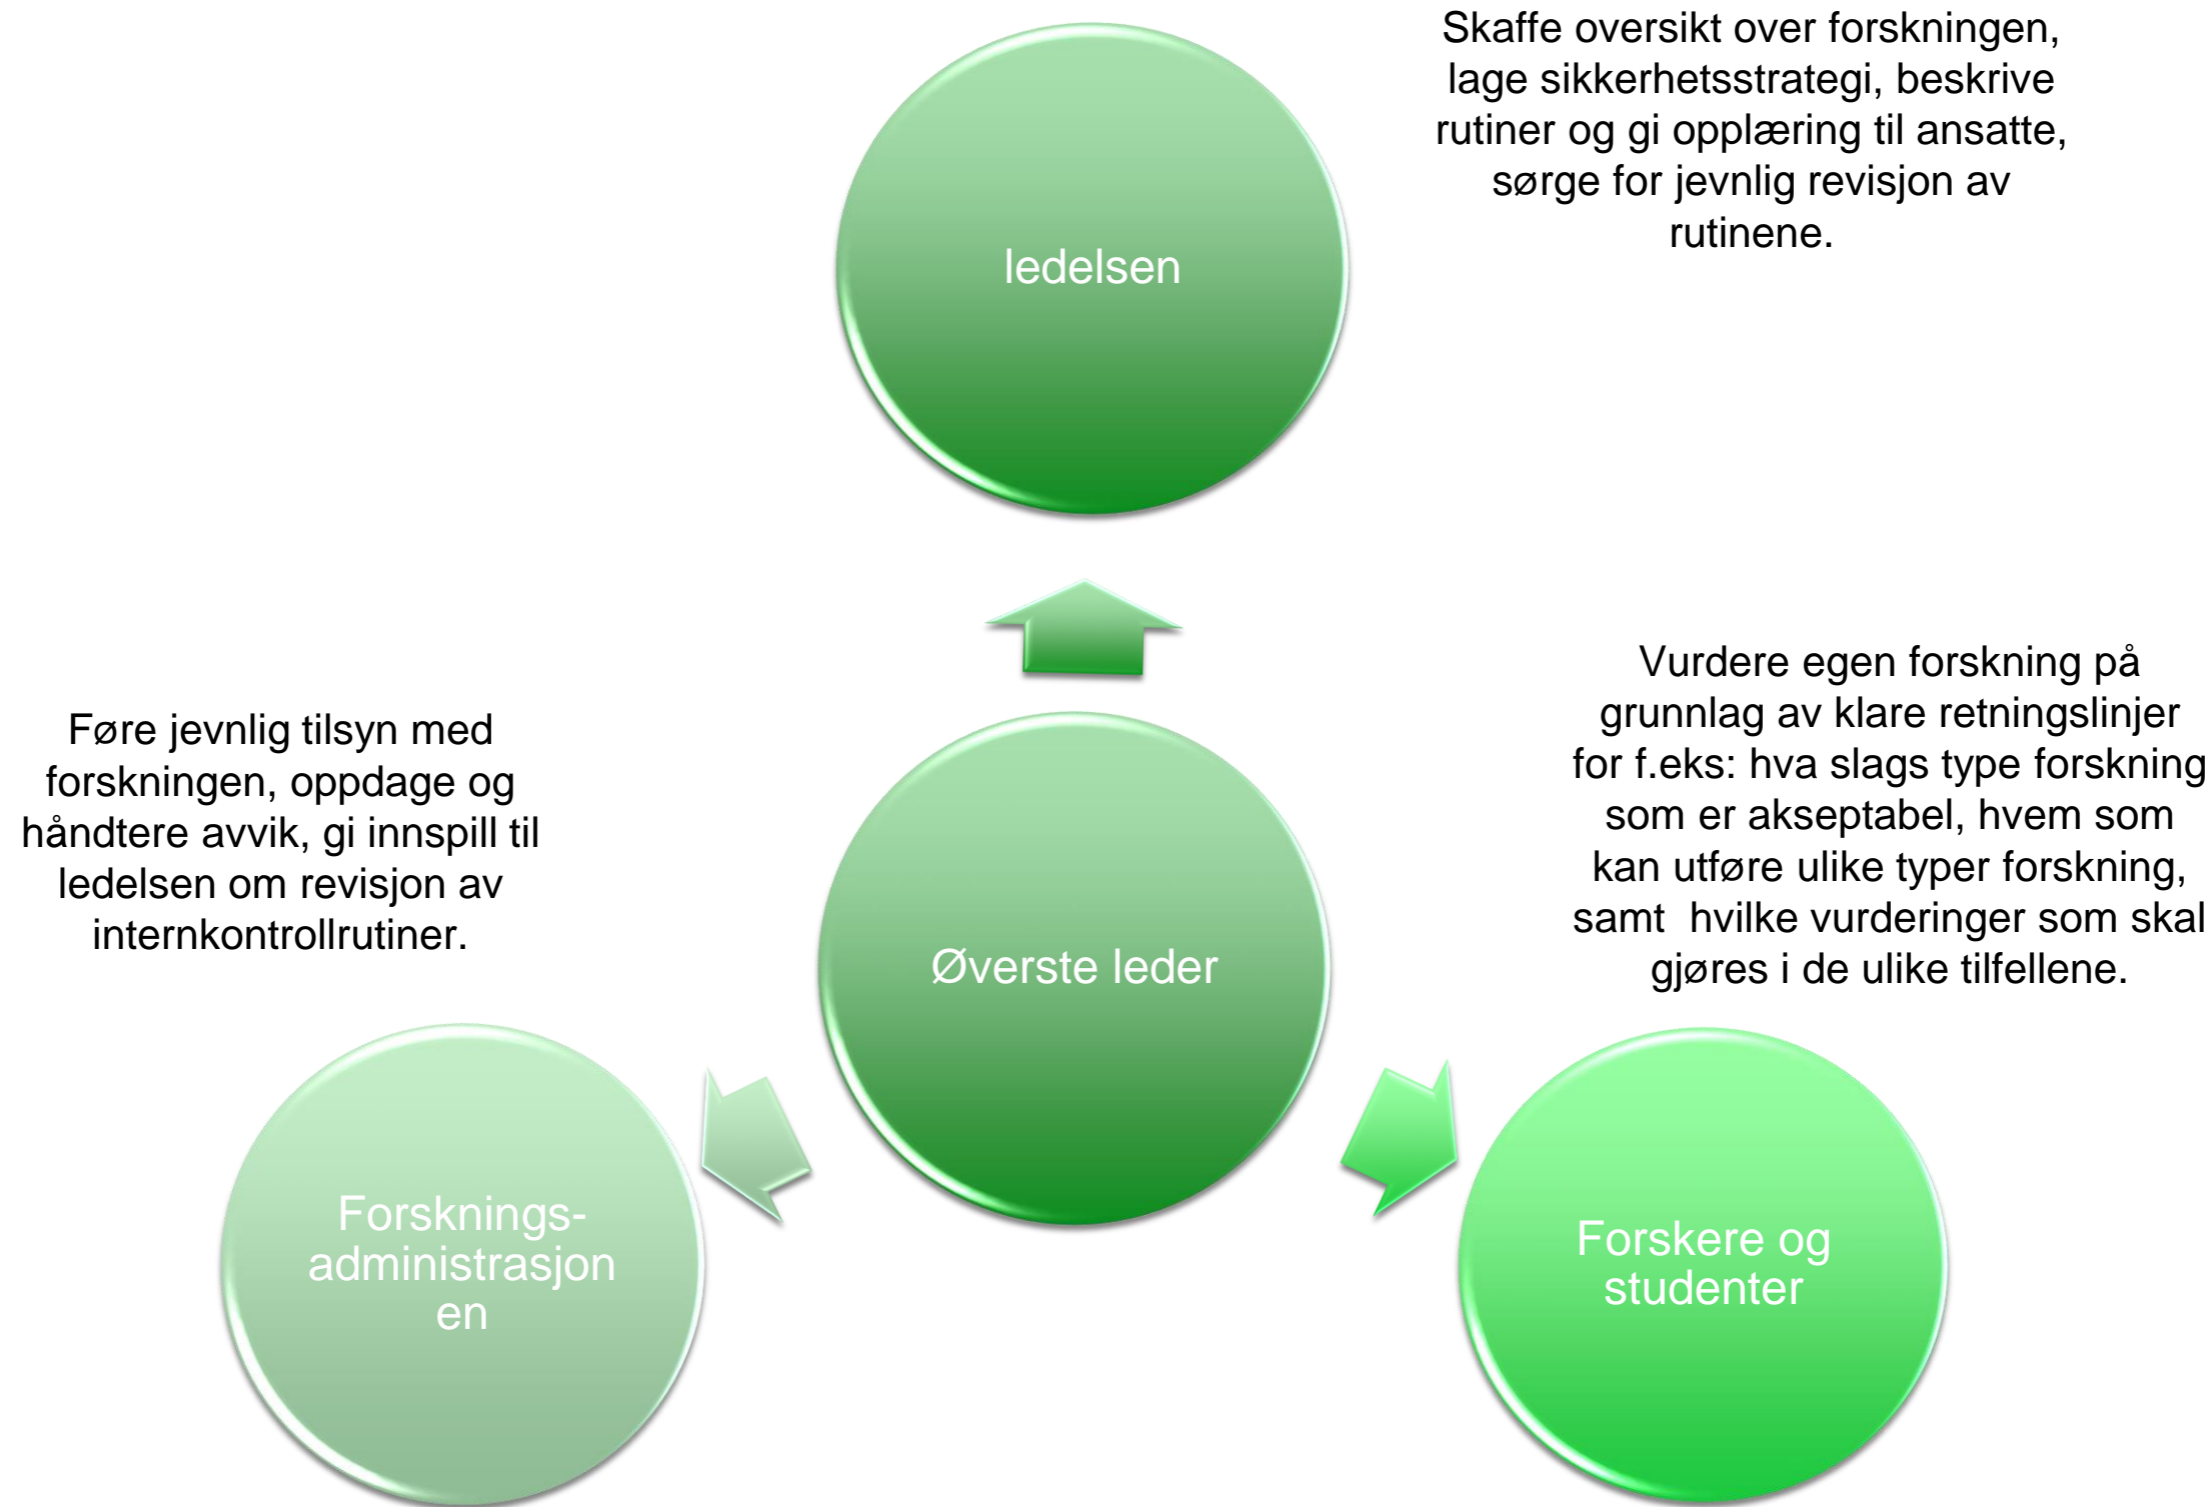 Skaffe oversikt over forskningen,
lage sikkerhetsstrategi, beskrive
rutiner og gi opplæring til ansatte,
sørge for jevnlig revisjon av
rutinene.
ledelsen
Føre jevnlig tilsyn med
forskningen, oppdage og
håndtere avvik, gi innspill til
ledelsen om revisjon av
internkontrollrutiner.
Øverste leder
Vurdere egen forskning på
grunnlag av klare retningslinjer
for f.eks: hva slags type forskning
som er akseptabel, hvem som
kan utføre ulike typer forskning,
samt  hvilke vurderinger som skal
gjøres i de ulike tilfellene.
Forsknings-
administrasjon
en
Forskere og
studenter